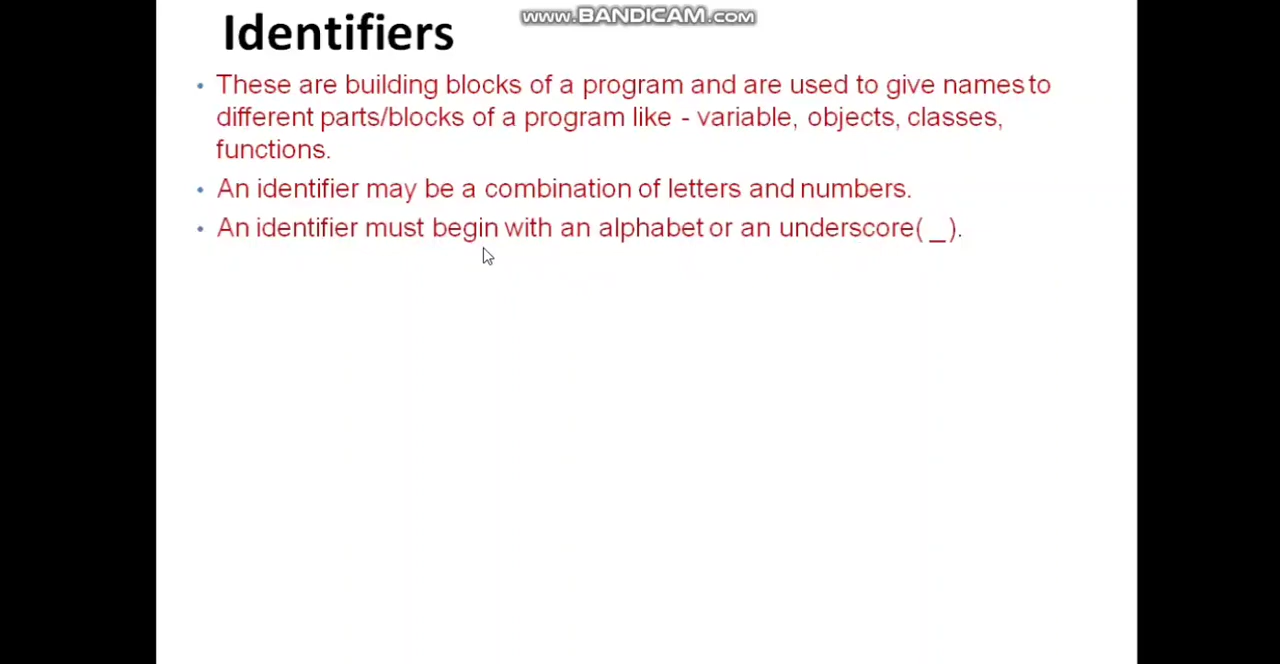 www.BANDICAM.com
Identifiers
• These are building blocks of a program and are used to give names to
different parts/blocks of a program like - variable, objects, classes,
functions.
• An identifier may be a combination of letters and numbers.
• An identifier must begin with an alphabet or an underscore( _ ).